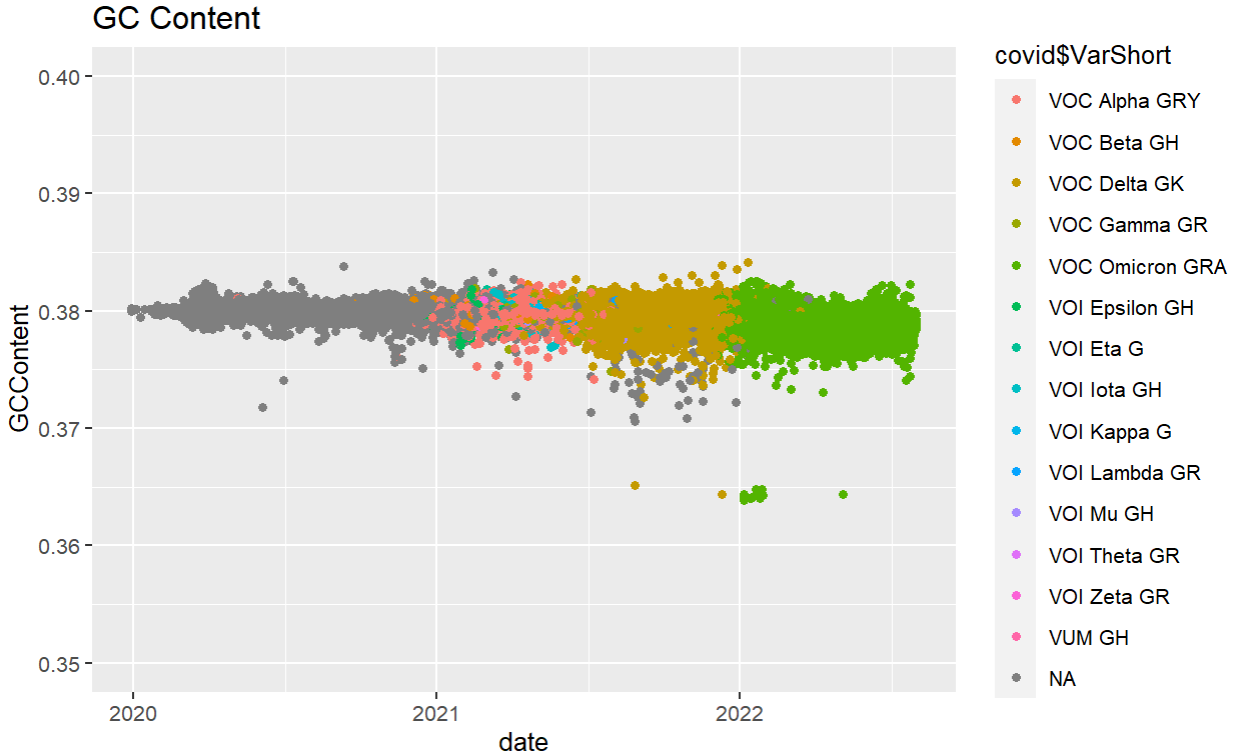 GC Content
GCContent
0.40
0.39
0.38
0.37
0.36
0.35
2020
2021
2022
date
covid$VarShort
VOC Alpha GRY
VOC Beta GH
VOC Delta GK
VOC Gamma GR
VOC Omicron GRA
VOI Epsilon GH
VOI Eta G
VOI Iota GH
VOI Kappa G
VOI Lambda GR
VOI Mu GH
VOI Theta GR
VOI Zeta GR
VUM GH
NA